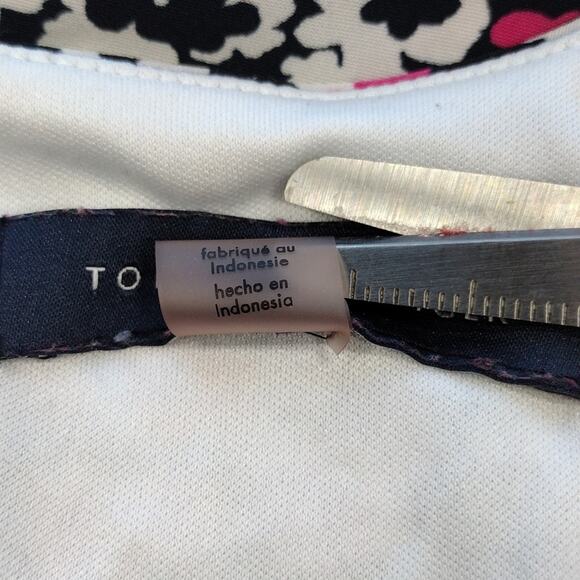 TO
fabriqué au
Indonesie
hecho en
Indonesia